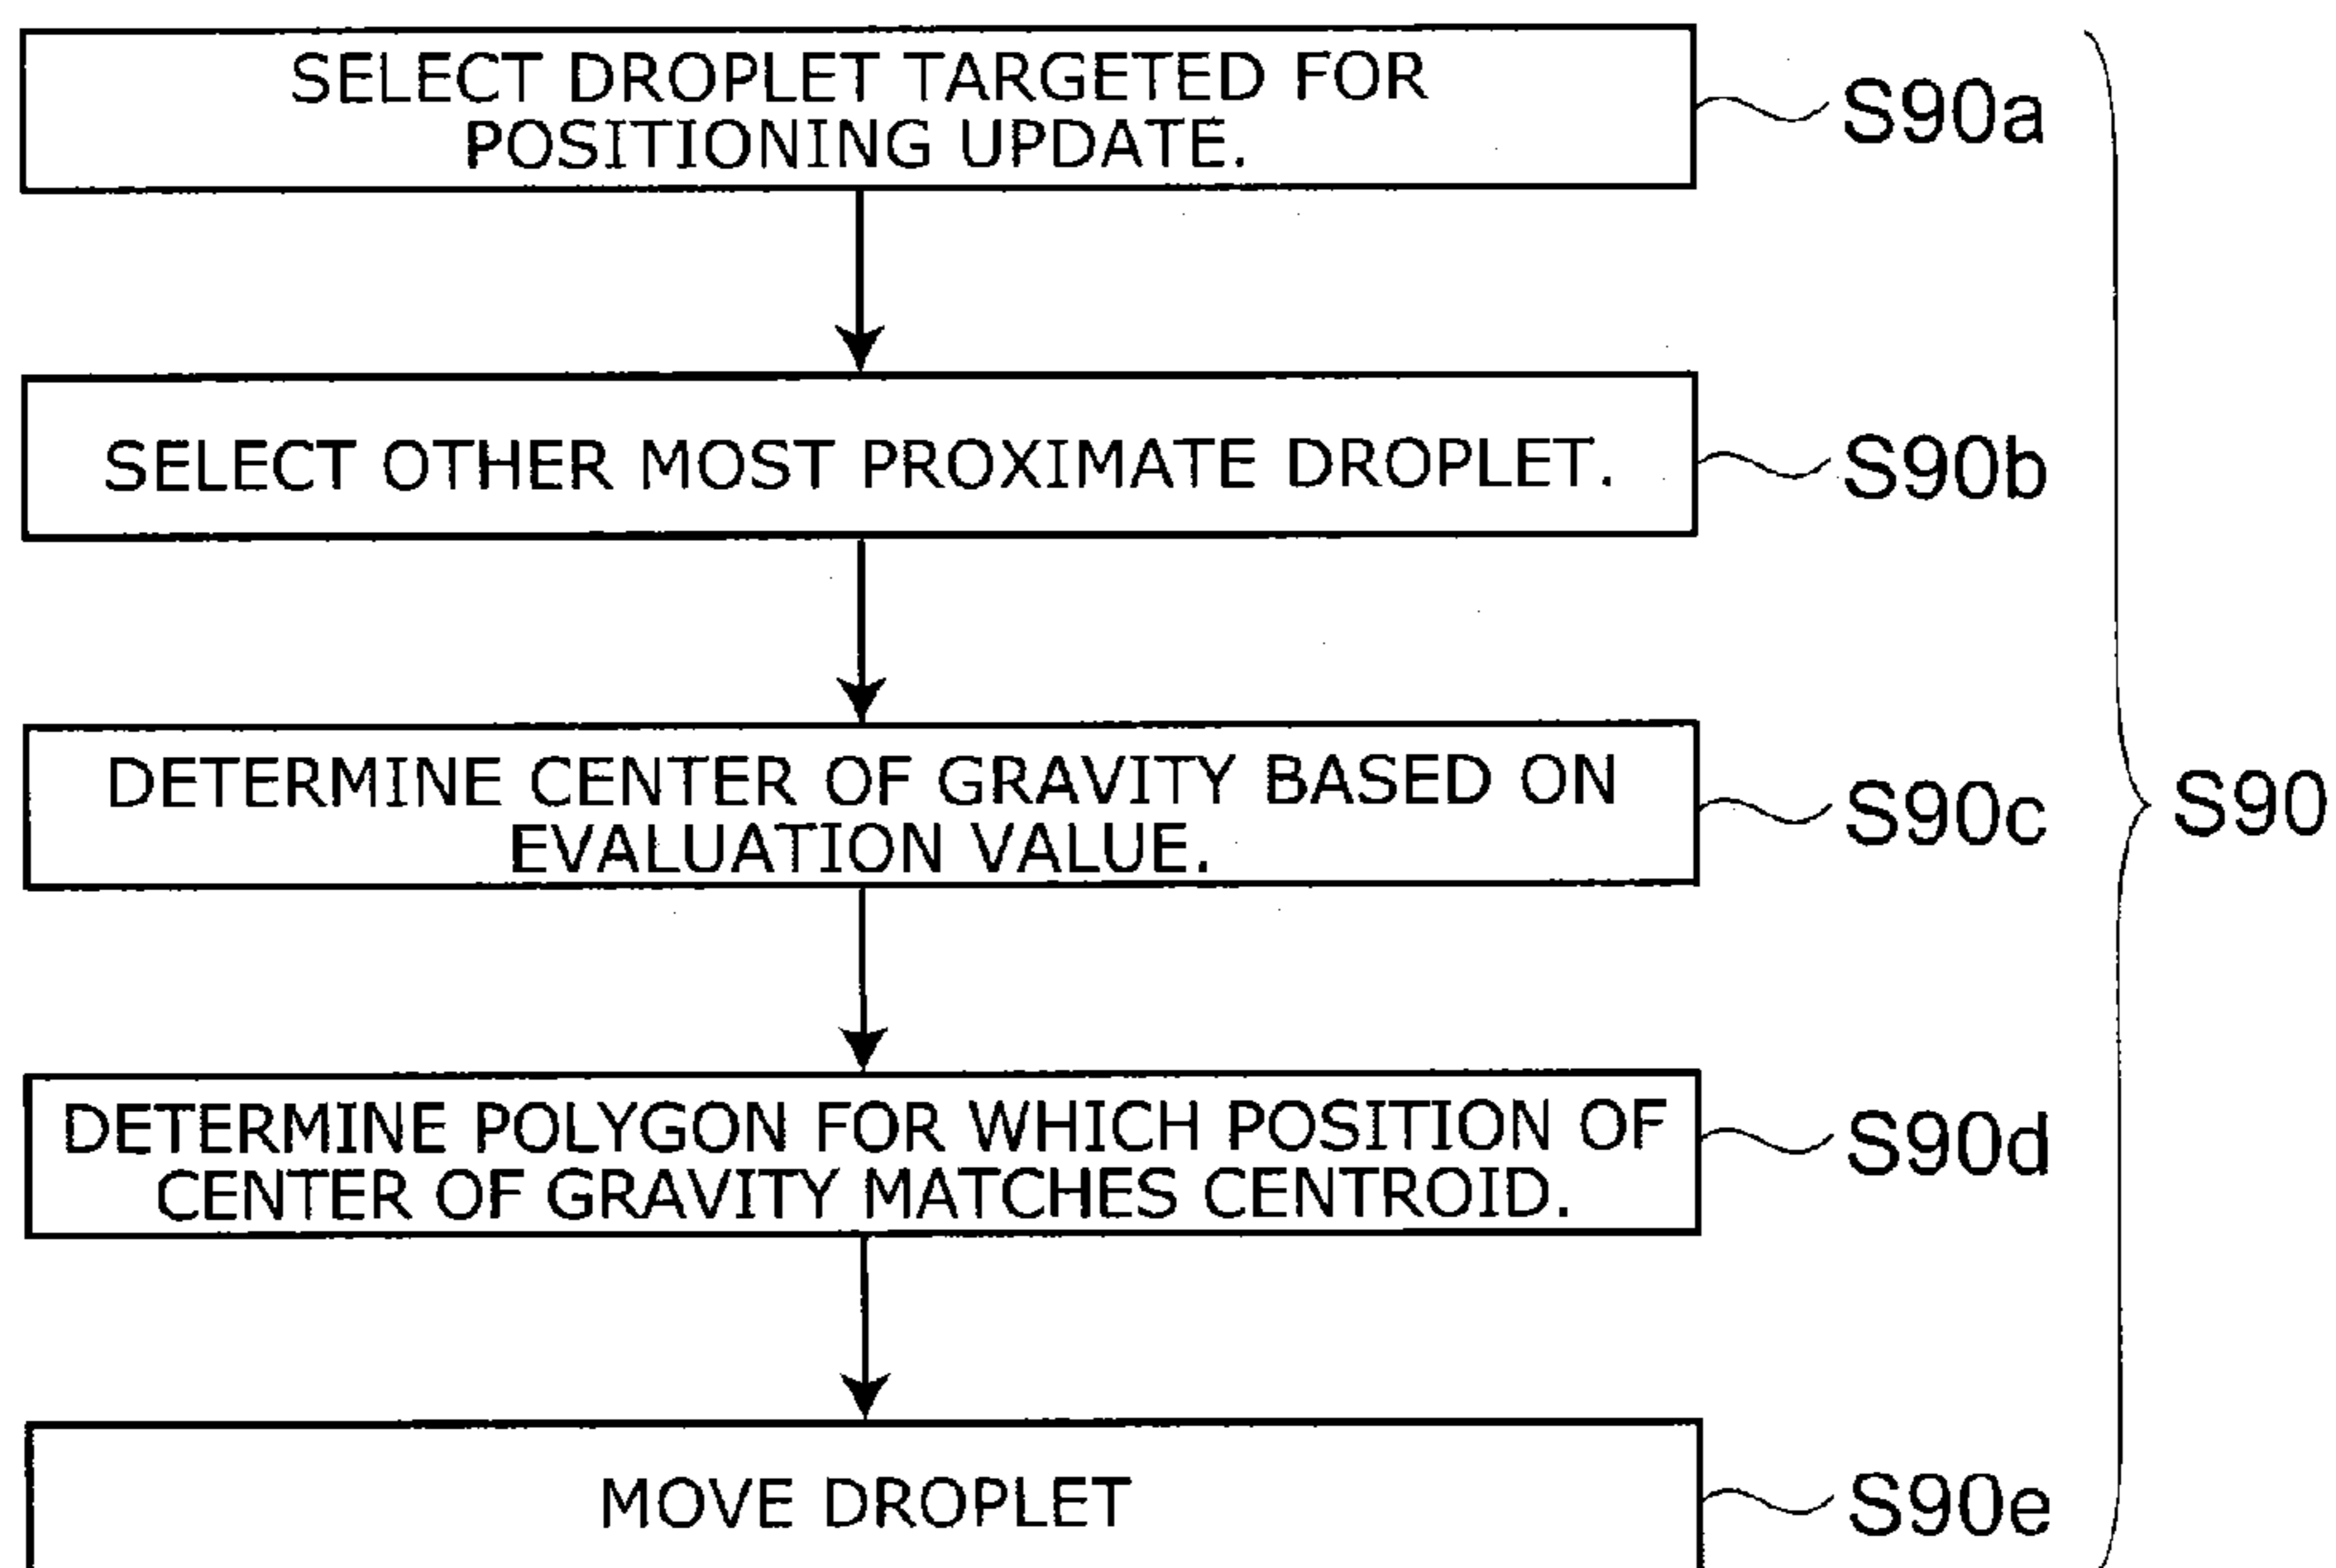 SELECT DROPLET TARGETED FOR
POSITIONING UPDATE.
S90a
SELECT OTHER MOST PROXIMATE DROPLET.
S90b
DETERMINE CENTER OF GRAVITY BASED ON
EVALUATION VALUE.
S90c
S90
DETERMINE POLYGON FOR WHICH POSITION OF
CENTER OF GRAVITY MATCHES CENTROID.
S90d
MOVE DROPLET
S90e